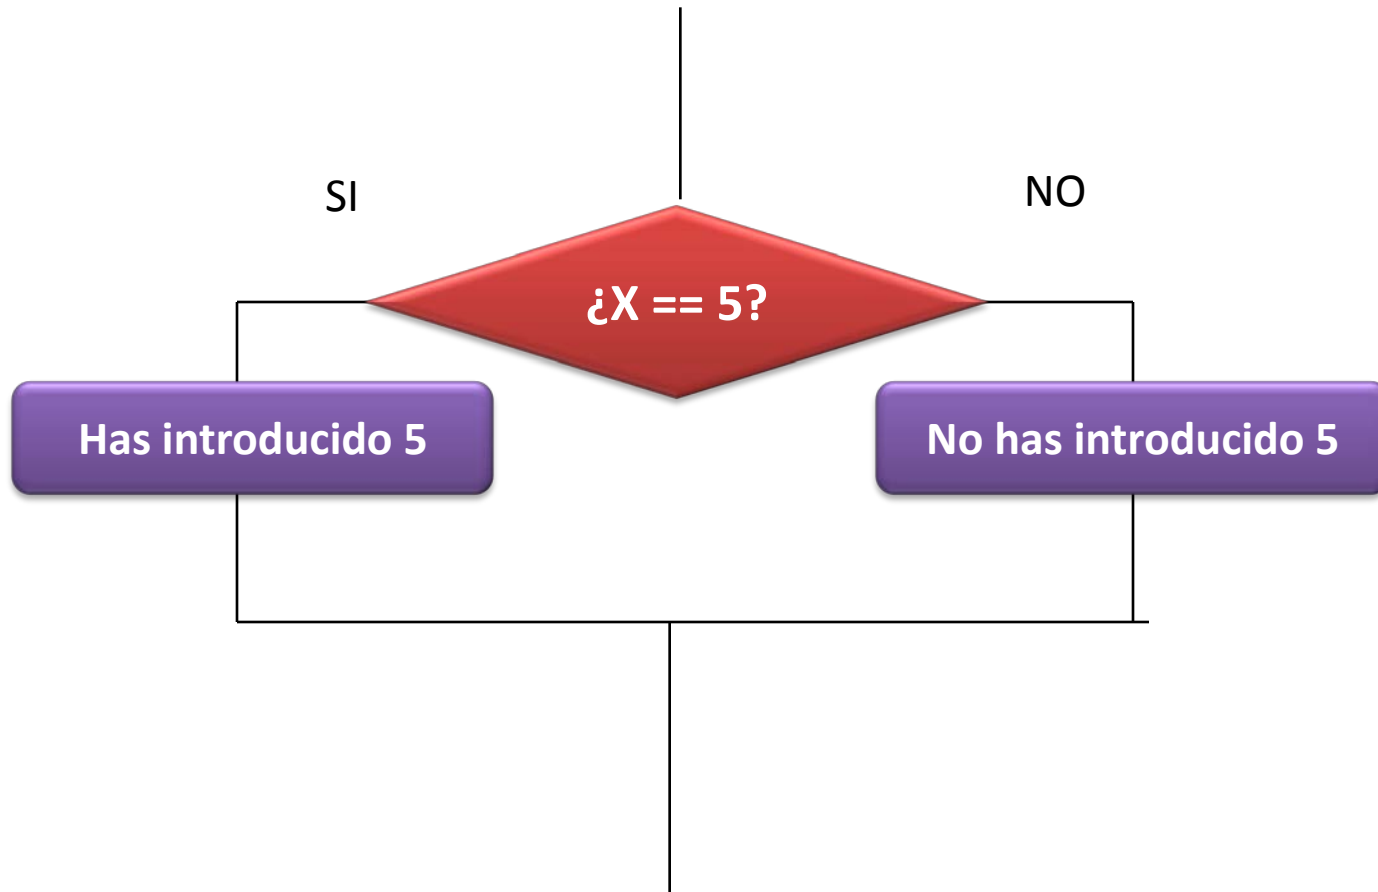 SI
NO
¿X == 5?
Has introducido 5
No has introducido 5